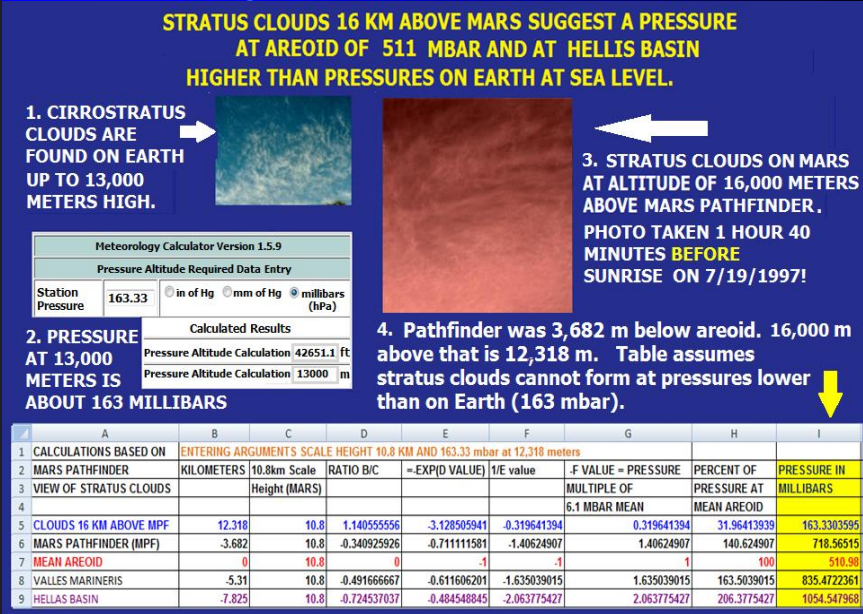 STRATUS CLOUDS 16 KM ABOVE MARS SUGGEST A PRESSURE
AT AREOID OF 511 MBAR AND AT HELLIS BASIN
HIGHER THAN PRESSURES ON EARTH AT SEA LEVEL.
1. CIRROSTRATUS
CLOUDS ARE
FOUND ON EARTH
UP TO 13,000
METERS HIGH.
3. STRATUS CLOUDS ON MARS
AT ALTITUDE OF 16,000 METERS
ABOVE MARS PATHFINDER.
PHOTO TAKEN 1 HOUR 40
MINUTES BEFORE
SUNRISE ON 7/19/1997!
Meteorology Calculator Version 1.5.9
Pressure Altitude Required Data Entry
Station Pressure 163.33 in of Hg mm of Hg millibars (hPa)
Calculated Results
Pressure Altitude Calculation 42651.1 ft
Pressure Altitude Calculation 13000 m
2. PRESSURE
AT 13,000
METERS IS
ABOUT 163 MILLIBARS
4. Pathfinder was 3,682 m below areoid. 16,000 m
above that is 12,318 m. Table assumes
stratus clouds cannot form at pressures lower
than on Earth (163 mbar).
A B C D E F G H I
1 CALCULATIONS BASED ON ENTERING ARGUMENTS SCALE HEIGHT 10.8 KM AND 163.33 mbar at 12,318 meters
2 MARS PATHFINDER KILOMETERS 10.8km Scale RATIO B/C =-EXP(D VALUE) 1/E value -F VALUE = PRESSURE PERCENT OF PRESSURE IN
3 VIEW OF STRATUS CLOUDS Height (MARS) MULTIPLE OF PRESSURE AT MILLIBARS
4 6.1 MBAR MEAN MEAN AREOID
5 CLOUDS 16 KM ABOVE MPF 12.318 10.8 1.140555556 -3.128505941 -0.319641394 0.319641394 31.96413939 163.3303595
6 MARS PATHFINDER (MPF) -3.682 10.8 -0.340925926 -0.711111581 -1.40624907 1.40624907 140.624907 718.56515
7 MEAN AREOID 0 10.8 0 -1 -1 1 100 510.98
8 VALLES MARINERIS -5.31 10.8 -0.491666667 -0.611606201 -1.635039015 1.635039015 163.5039015 835.4722361
9 HELLAS BASIN -7.825 10.8 -0.724537037 -0.484548845 -2.063775427 2.063775427 206.3775427 1054.547968